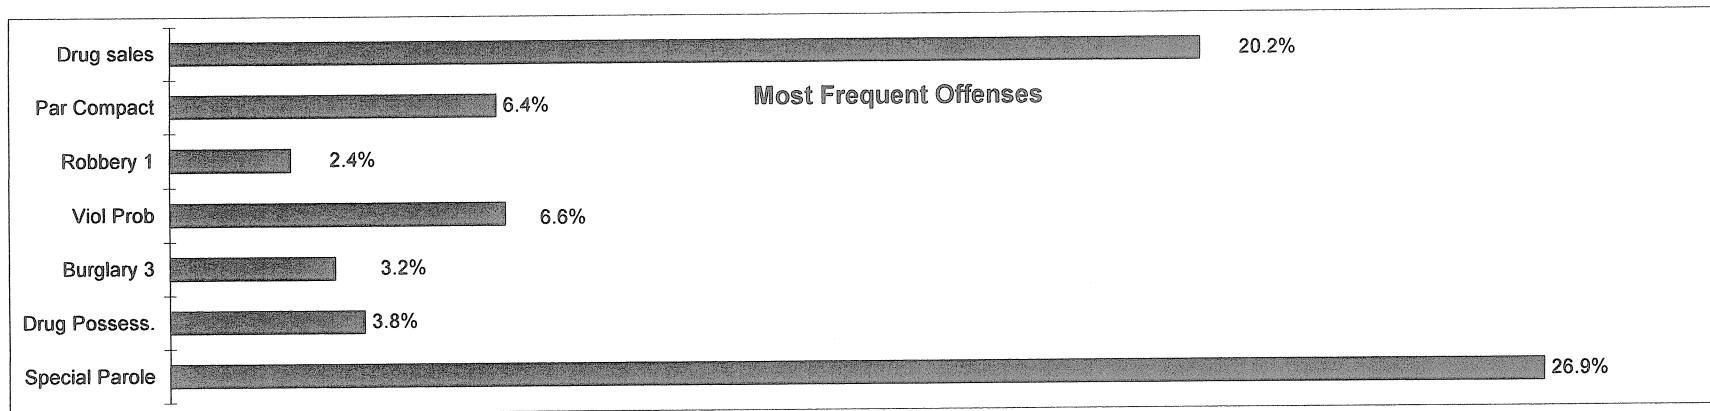 Drug sales 20.2%
Most Frequent Offenses
Par Compact 6.4%
Robbery 1 2.4%
Viol Prob 6.6%
Burglary 3 3.2%
Drug Possess. 3.8%
Special Parole 26.9%